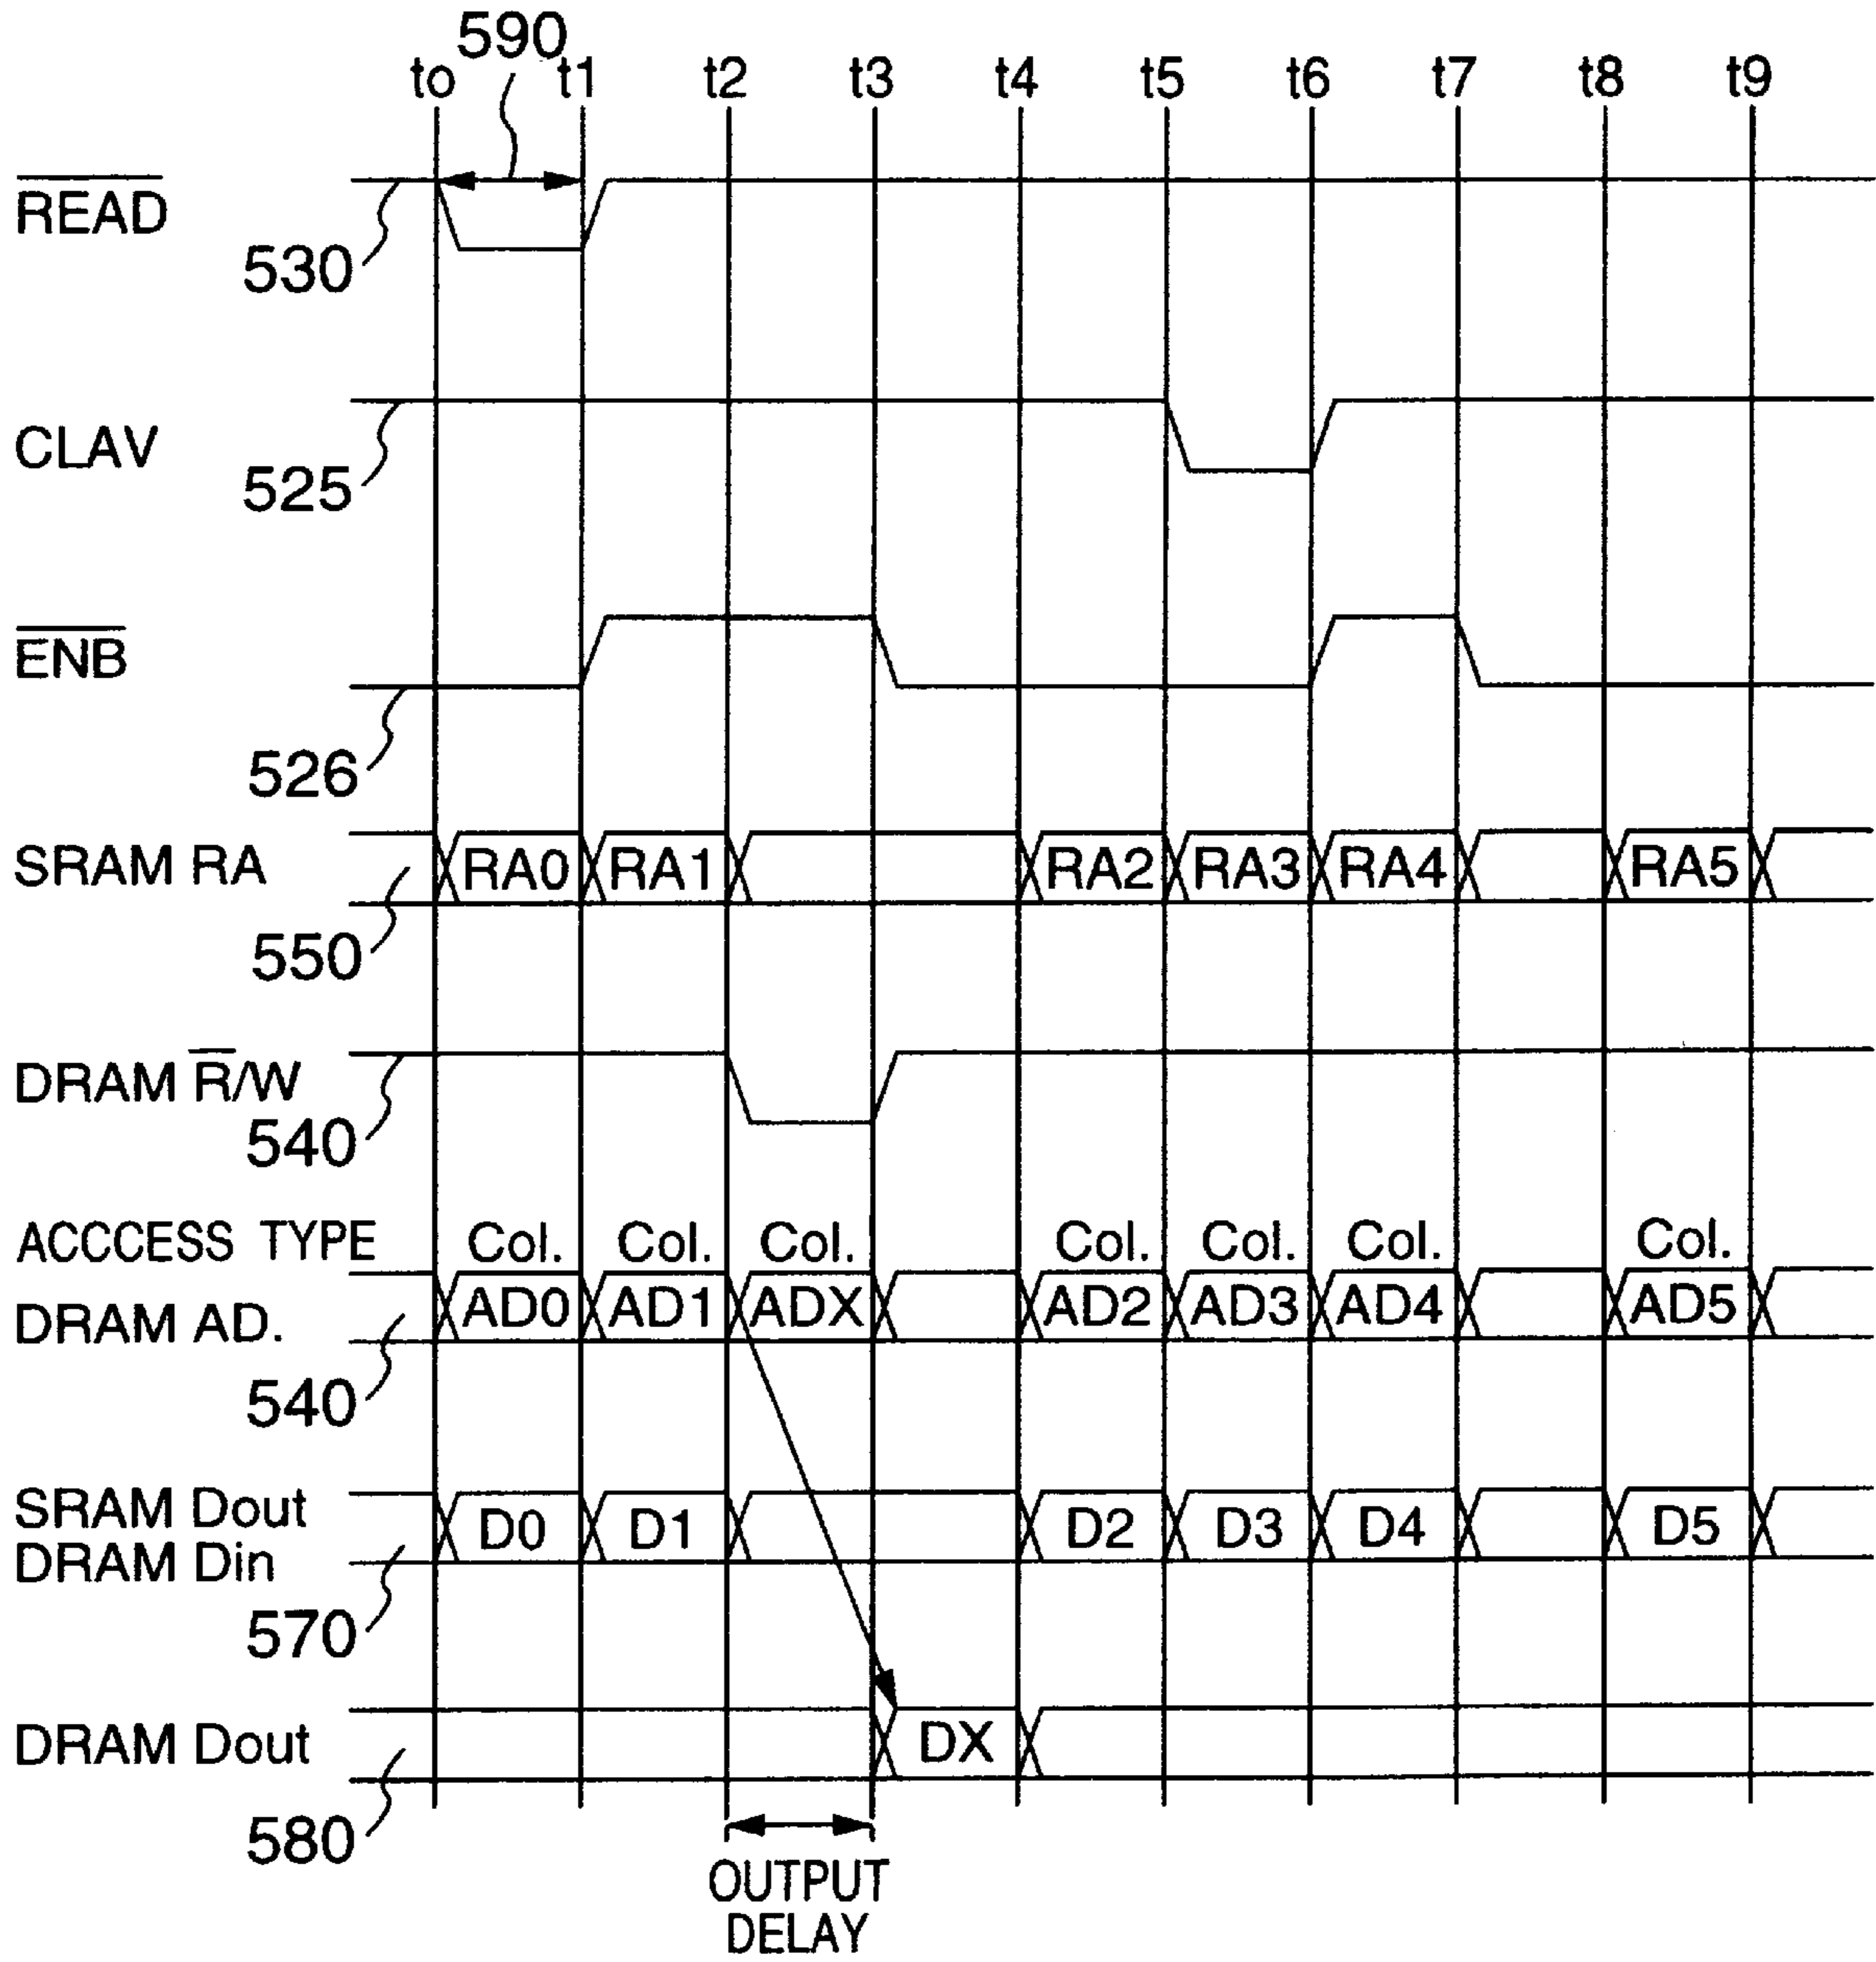 590
to t1 t2 t3 t4 t5 t6 t7 t8 t9
READ
530
CLAV
525
ENB
526
SRAM RA RA0 RA1 RA2 RA3 RA4 RA5
550
DRAM R/W
540
ACCCESS TYPE Col. Col. Col. Col. Col. Col. Col.
DRAM AD. AD0 AD1 ADX AD2 AD3 AD4 AD5
540
SRAM Dout
DRAM Din D0 D1 D2 D3 D4 D5
570
DRAM Dout DX
580
OUTPUT
DELAY